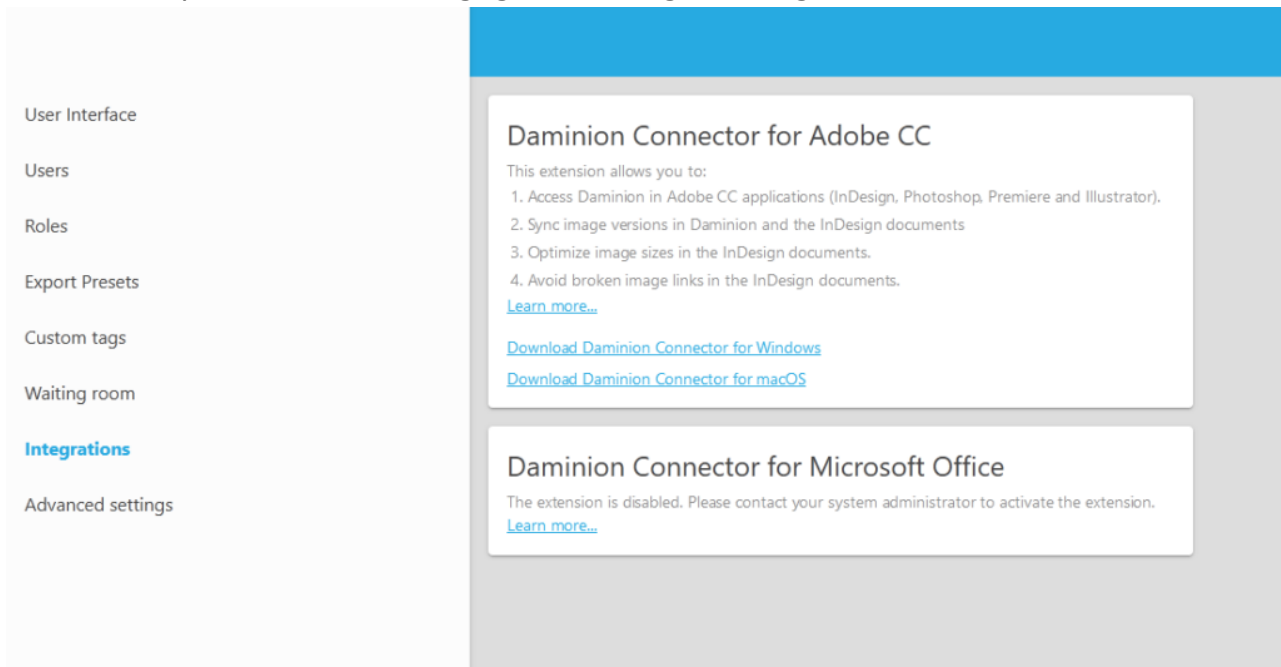 User Interface
Users
Roles
Export Presets
Custom tags
Waiting room
Integrations
Advanced settings
Daminion Connector for Adobe CC
This extension allows you to:
1. Access Daminion in Adobe CC applications (InDesign, Photoshop, Premiere and Illustrator).
2. Sync image versions in Daminion and the InDesign documents
3. Optimize image sizes in the InDesign documents.
4. Avoid broken image links in the InDesign documents.
Learn more...
Download Daminion Connector for Windows
Download Daminion Connector for macOS
Daminion Connector for Microsoft Office
The extension is disabled. Please contact your system administrator to activate the extension.
Learn more...